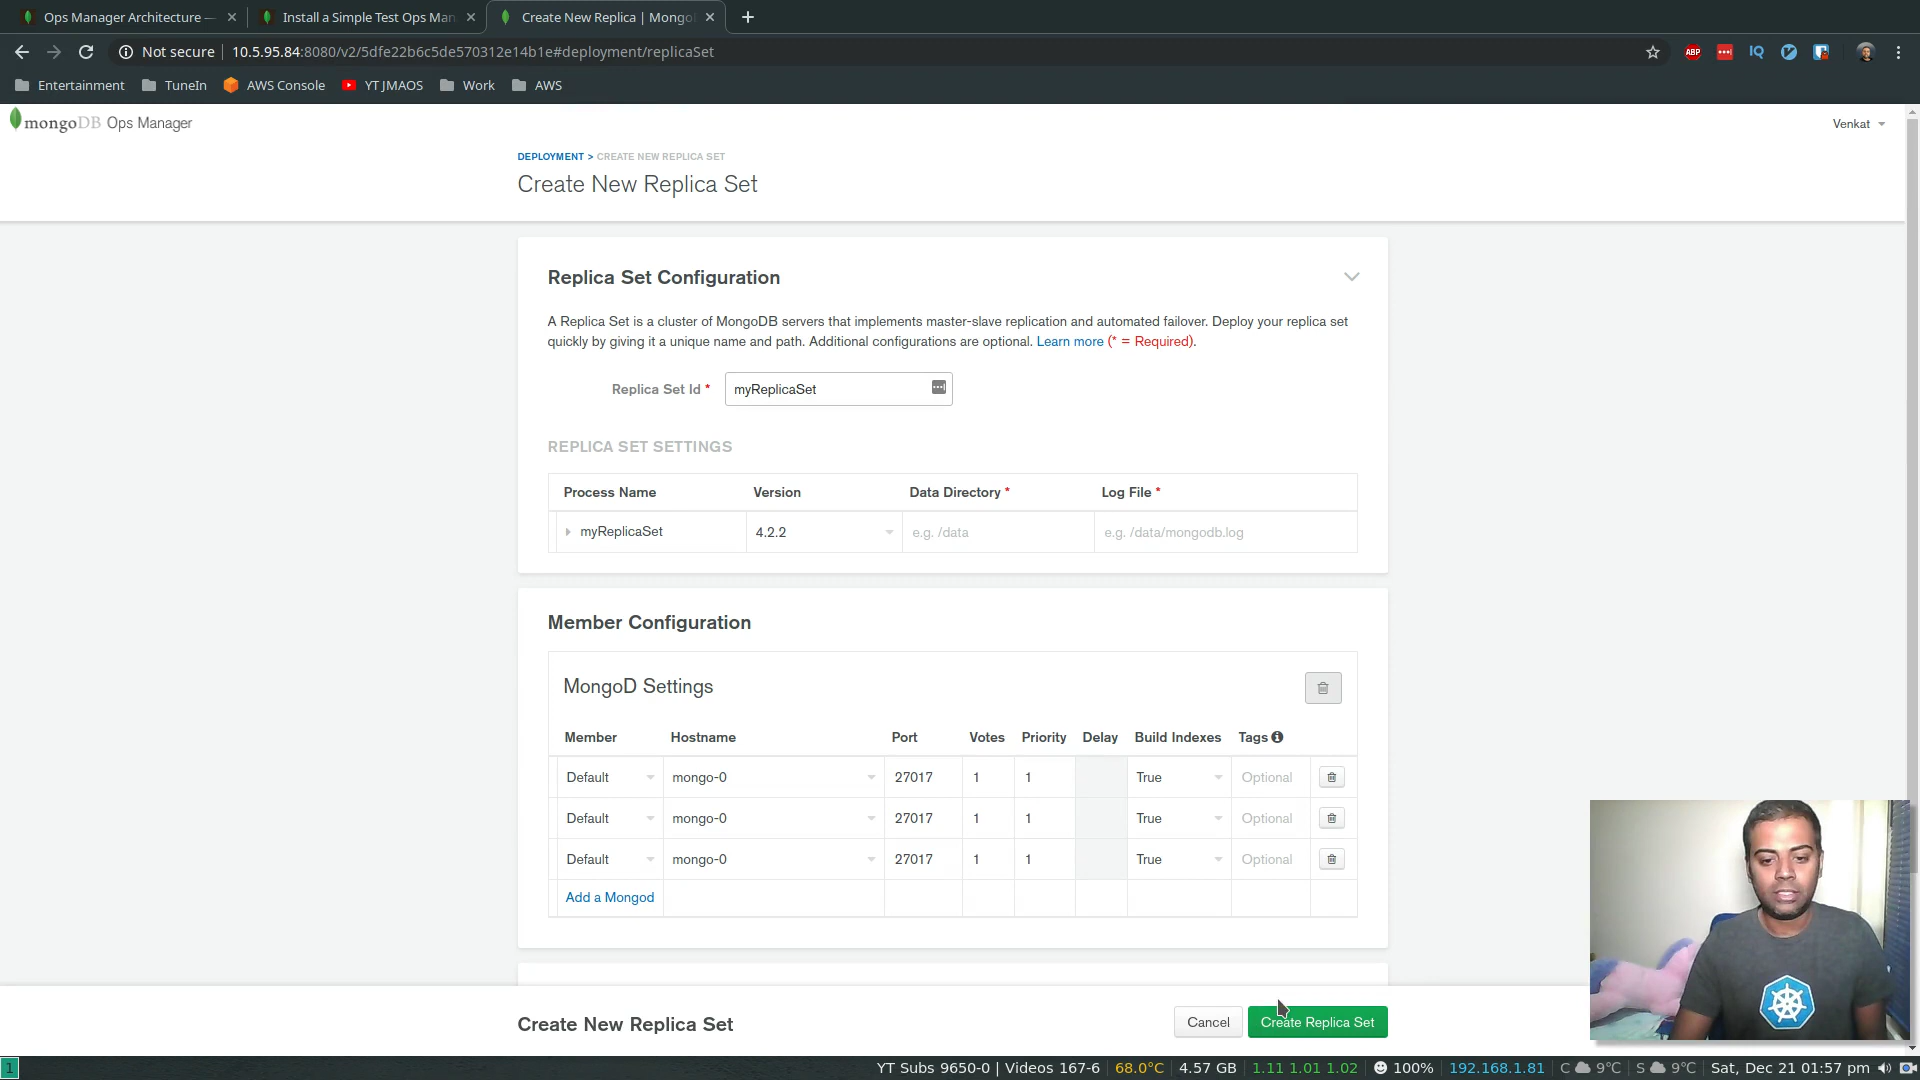 Ops Manager Architecture —
Install a Simple Test Ops Man
Create New Replica | Mongo
Not secure
10.5.95.84:8080/v2/5dfe22b6c5de570312e14b1e#deployment/replicaSet
ABP
IQ
Entertainment
TuneIn
AWS Console
YT JMAOS
Work
AWS
mongoDB Ops Manager
Venkat
DEPLOYMENT > CREATE NEW REPLICA SET
Create New Replica Set
Replica Set Configuration
A Replica Set is a cluster of MongoDB servers that implements master-slave replication and automated failover. Deploy your replica set
quickly by giving it a unique name and path. Additional configurations are optional. Learn more (* = Required).
Replica Set Id *
myReplicaSet
REPLICA SET SETTINGS
Process Name Version Data Directory * Log File *
myReplicaSet 4.2.2 e.g. /data e.g. /data/mongodb.log
Member Configuration
MongoD Settings
Member Hostname Port Votes Priority Delay Build Indexes Tags
Default mongo-0 27017 1 1 True Optional
Default mongo-0 27017 1 1 True Optional
Default mongo-0 27017 1 1 True Optional
Add a Mongod
Create New Replica Set
Cancel
Create Replica Set
1
YT Subs 9650-0 | Videos 167-6 68.0°C 4.57 GB 1.11 1.01 1.02 100% 192.168.1.81 C 9°C S 9°C Sat, Dec 21 01:57 pm